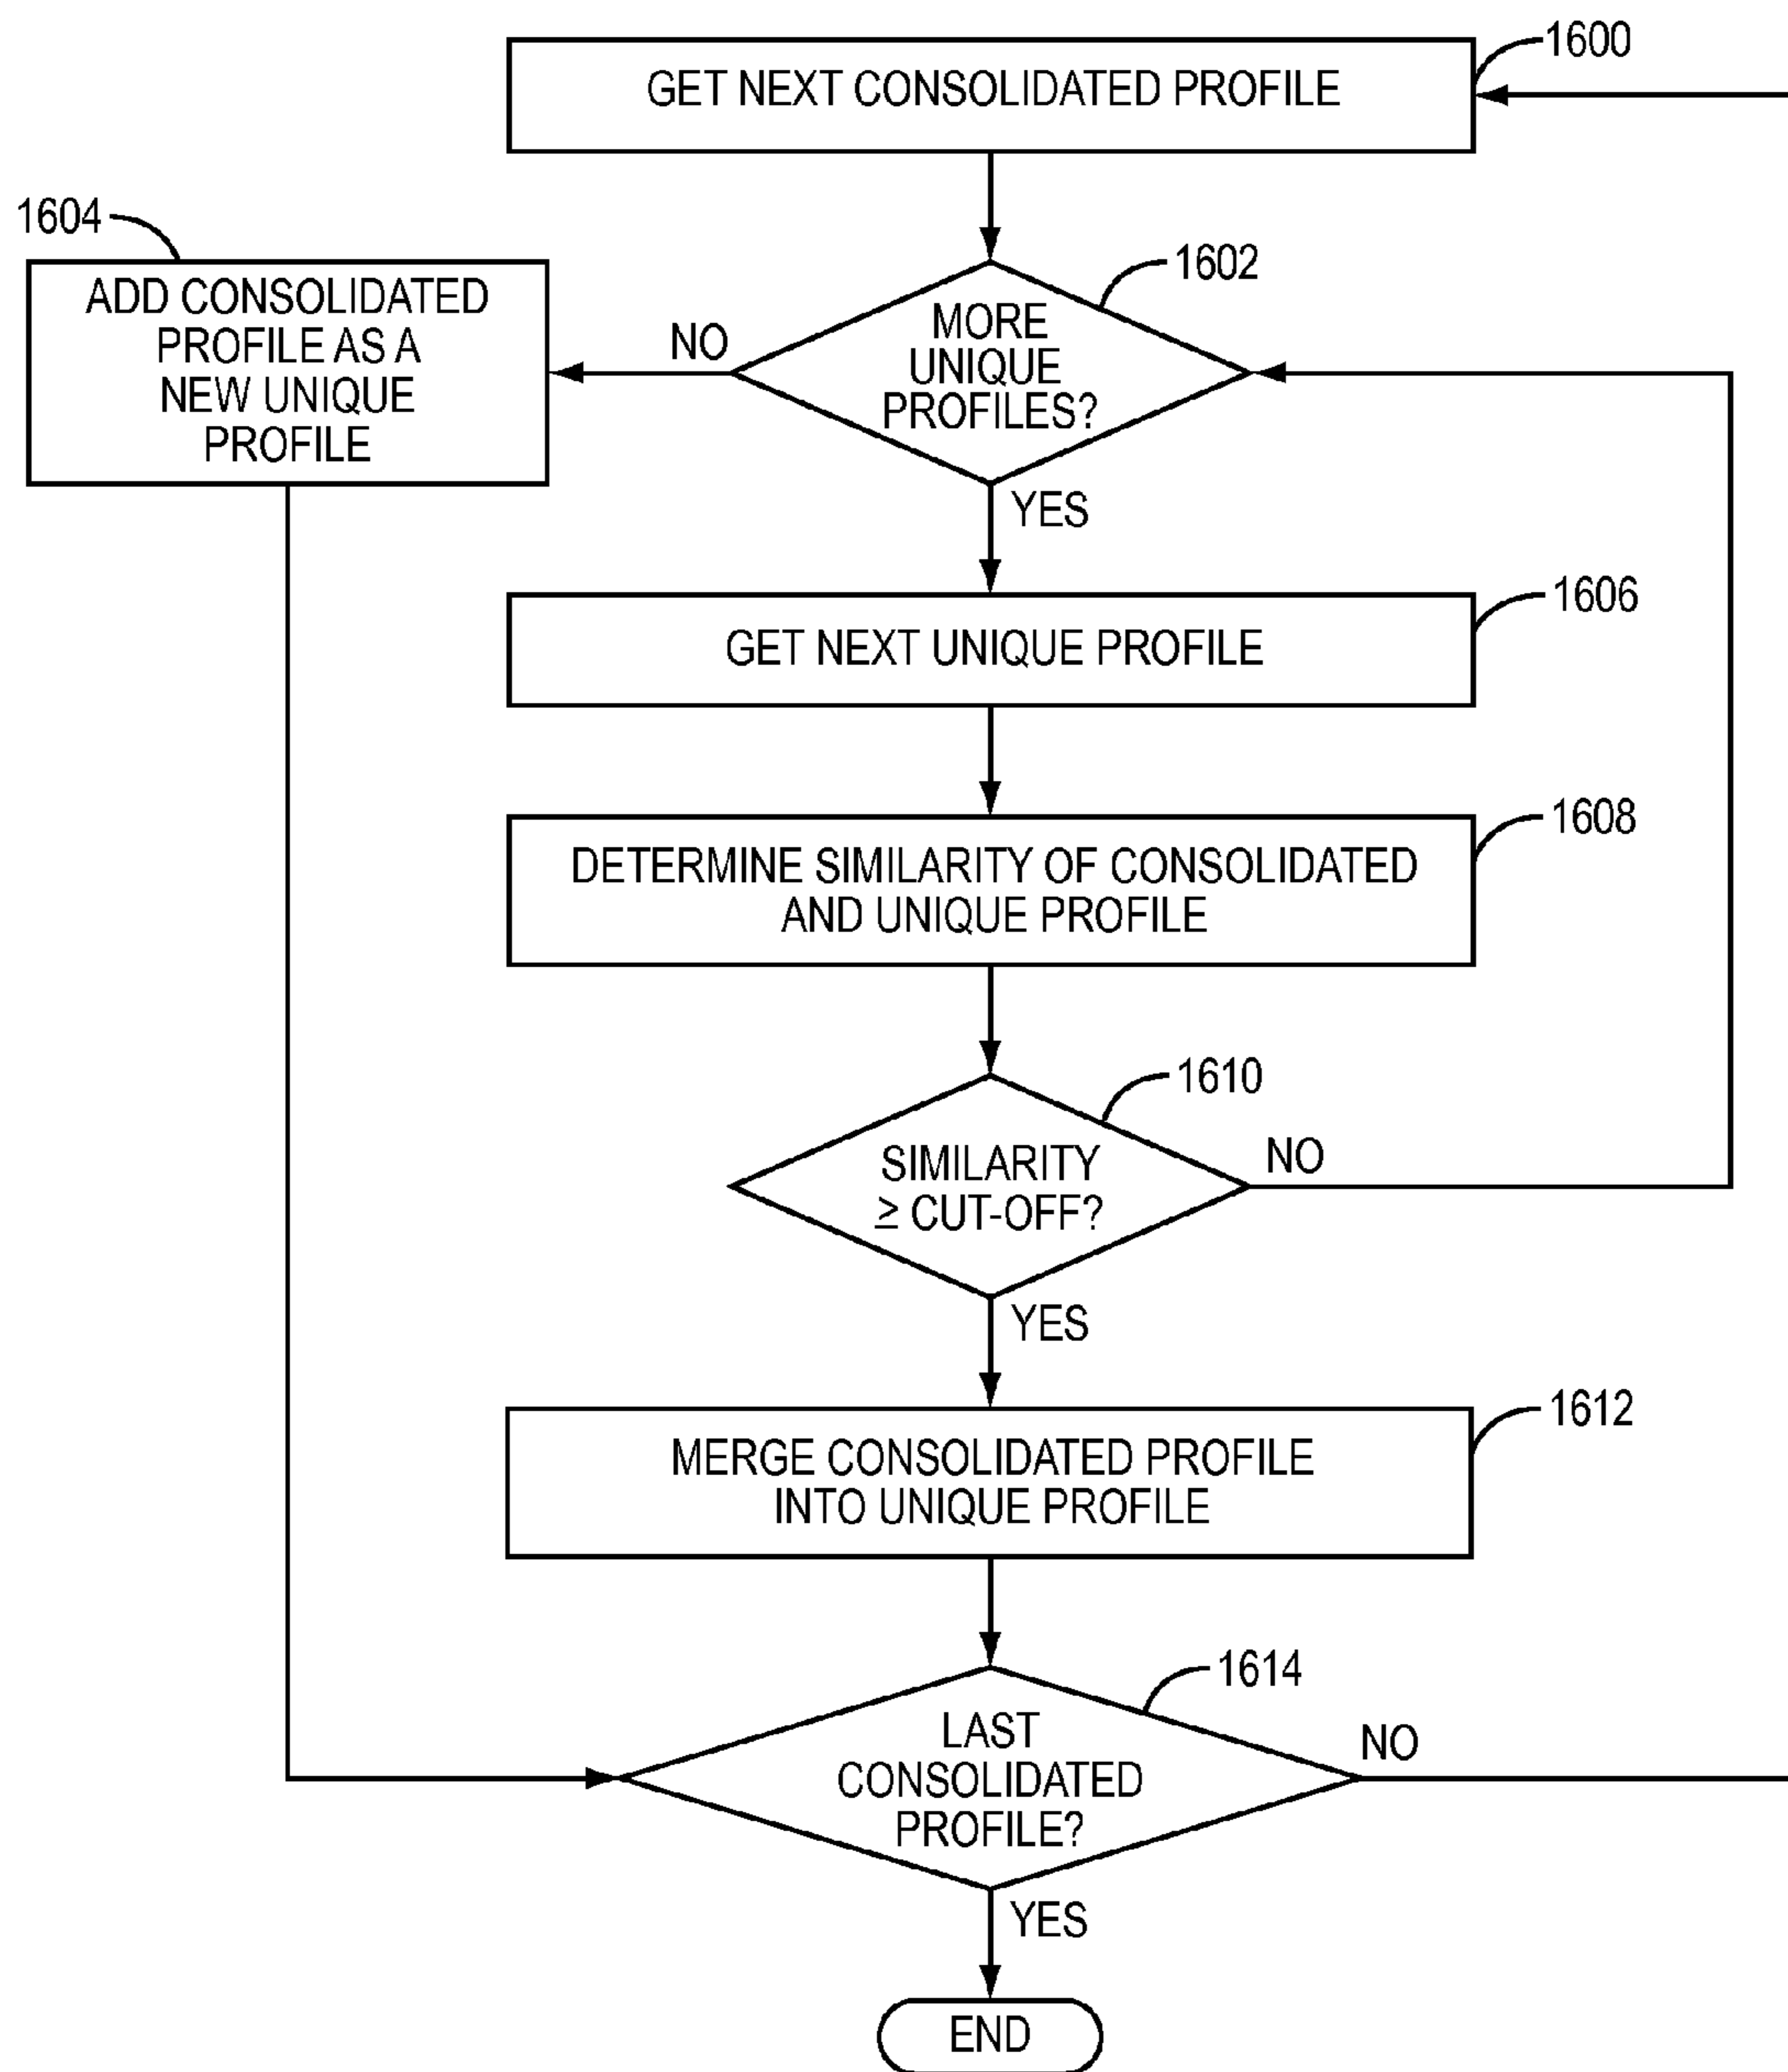 1600
GET NEXT CONSOLIDATED PROFILE
1604
ADD CONSOLIDATED
PROFILE AS A
NEW UNIQUE
PROFILE
NO
1602
MORE
UNIQUE
PROFILES?
YES
1606
GET NEXT UNIQUE PROFILE
1608
DETERMINE SIMILARITY OF CONSOLIDATED
AND UNIQUE PROFILE
1610
SIMILARITY
≥ CUT-OFF?
NO
YES
1612
MERGE CONSOLIDATED PROFILE
INTO UNIQUE PROFILE
1614
LAST
CONSOLIDATED
PROFILE?
NO
YES
END